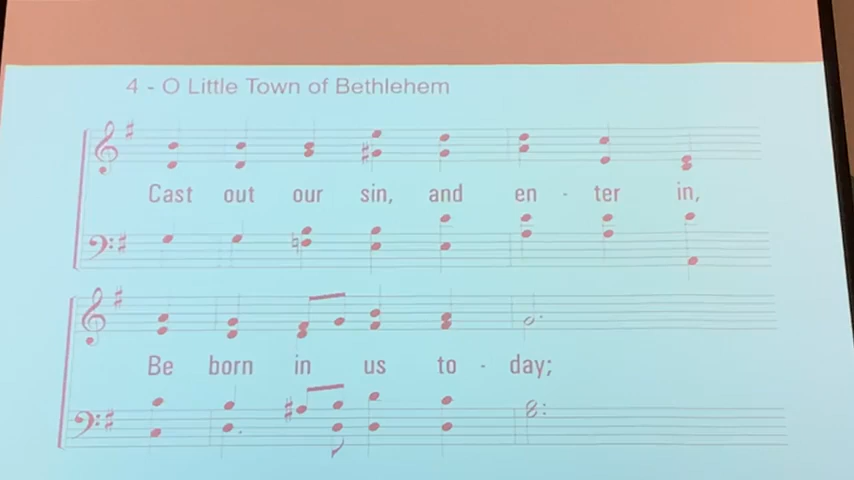 4 - O Little Town of Bethlehem
Cast out our sin, and en - ter in,
Be born in us to - day;